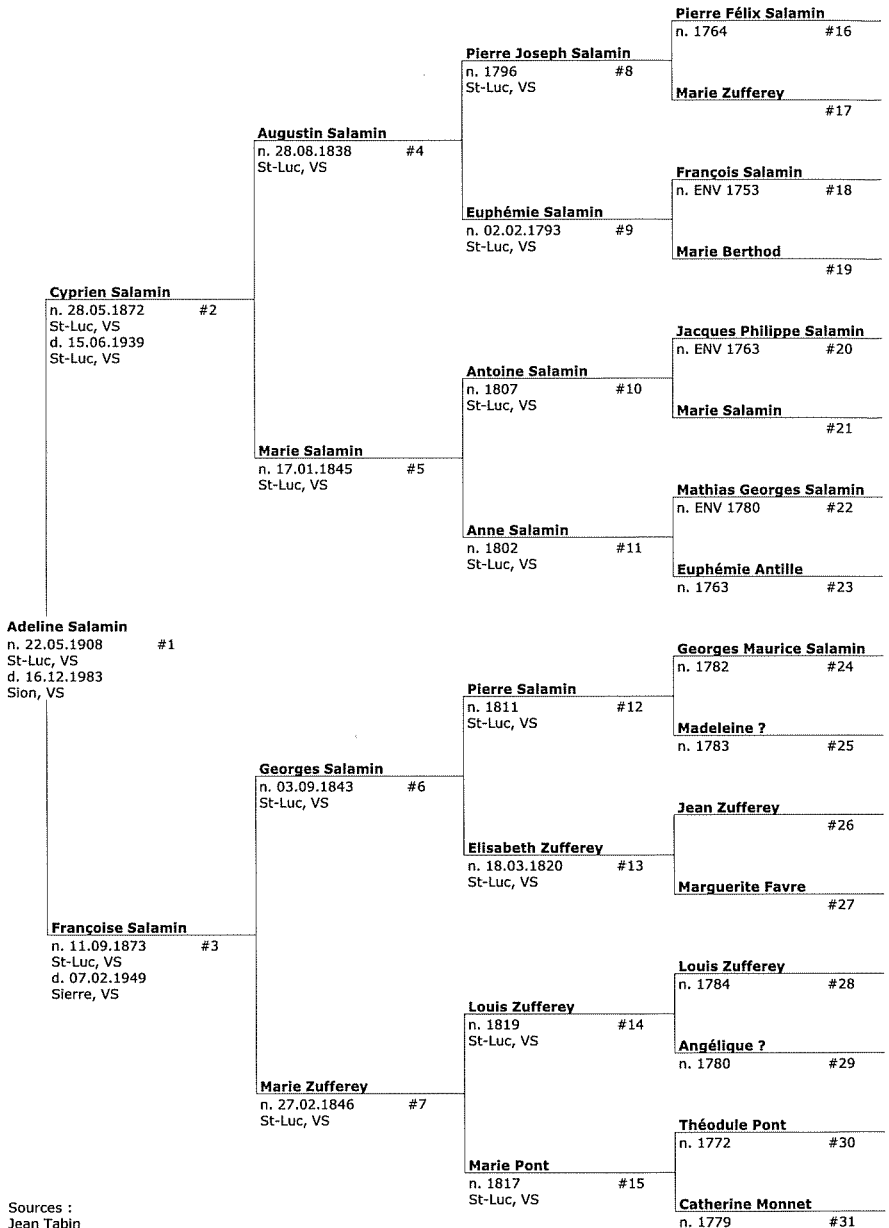 Adeline Salamin
n. 22.05.1908 #1
St-Luc, VS
d. 16.12.1983
Sion, VS
Cyprien Salamin
n. 28.05.1872 #2
St-Luc, VS
d. 15.06.1939
St-Luc, VS
Françoise Salamin
n. 11.09.1873 #3
St-Luc, VS
d. 07.02.1949
Sierre, VS
Augustin Salamin
n. 28.08.1838 #4
St-Luc, VS
Marie Salamin
n. 17.01.1845 #5
St-Luc, VS
Georges Salamin
n. 03.09.1843 #6
St-Luc, VS
Marie Zufferey
n. 27.02.1846 #7
St-Luc, VS
Pierre Joseph Salamin
n. 1796 #8
St-Luc, VS
Euphémie Salamin
n. 02.02.1793 #9
St-Luc, VS
Antoine Salamin
n. 1807 #10
St-Luc, VS
Anne Salamin
n. 1802 #11
St-Luc, VS
Pierre Salamin
n. 1811 #12
St-Luc, VS
Elisabeth Zufferey
n. 18.03.1820 #13
St-Luc, VS
Louis Zufferey
n. 1819 #14
St-Luc, VS
Marie Pont
n. 1817 #15
St-Luc, VS
Pierre Félix Salamin
n. 1764 #16
Marie Zufferey
#17
François Salamin
n. ENV 1753 #18
Marie Berthod
#19
Jacques Philippe Salamin
n. ENV 1763 #20
Marie Salamin
#21
Mathias Georges Salamin
n. ENV 1780 #22
Euphémie Antille
n. 1763 #23
Georges Maurice Salamin
n. 1782 #24
Madeleine ?
n. 1783 #25
Jean Zufferey
#26
Marguerite Favre
#27
Louis Zufferey
n. 1784 #28
Angélique ?
n. 1780 #29
Théodule Pont
n. 1772 #30
Catherine Monnet
n. 1779 #31
Sources :
Jean Tabin